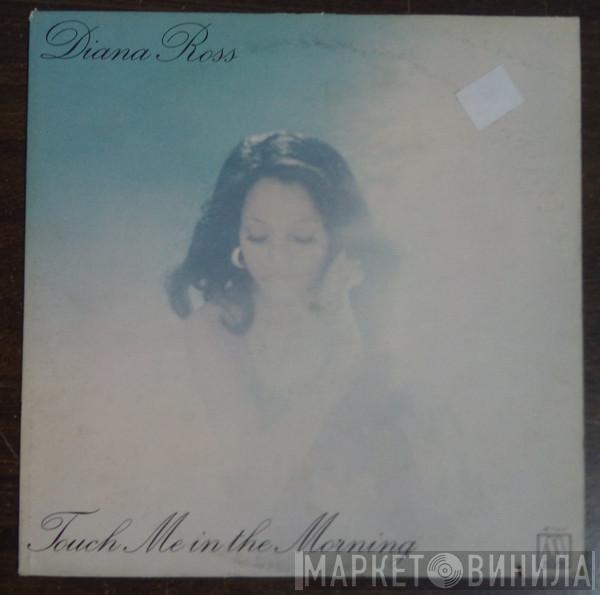 Diana Ross
Touch Me in the Morning
МАРКЕТ ВИНИЛА